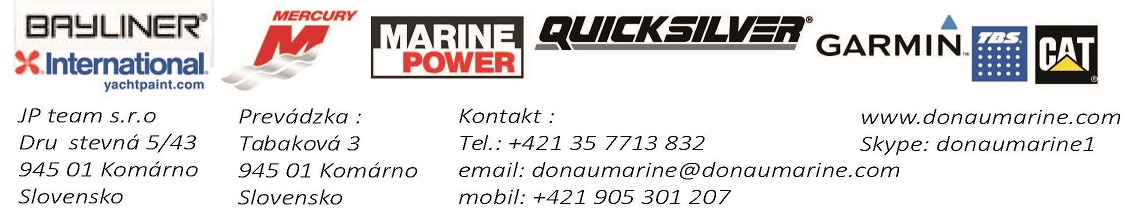 BAYLINER®
International.
yachtpaint.com
MERCURY
MARINE POWER
QUICKSILVER®
GARMIN™
TBS
CAT®
JP team s.r.o
Dru stevná 5/43
945 01 Komárno
Slovensko
Prevádzka :
Tabaková 3
945 01 Komárno
Slovensko
Kontakt :
Tel.: +421 35 7713 832
email: donaumarine@donaumarine.com
mobil: +421 905 301 207
www.donaumarine.com
Skype: donaumarine1